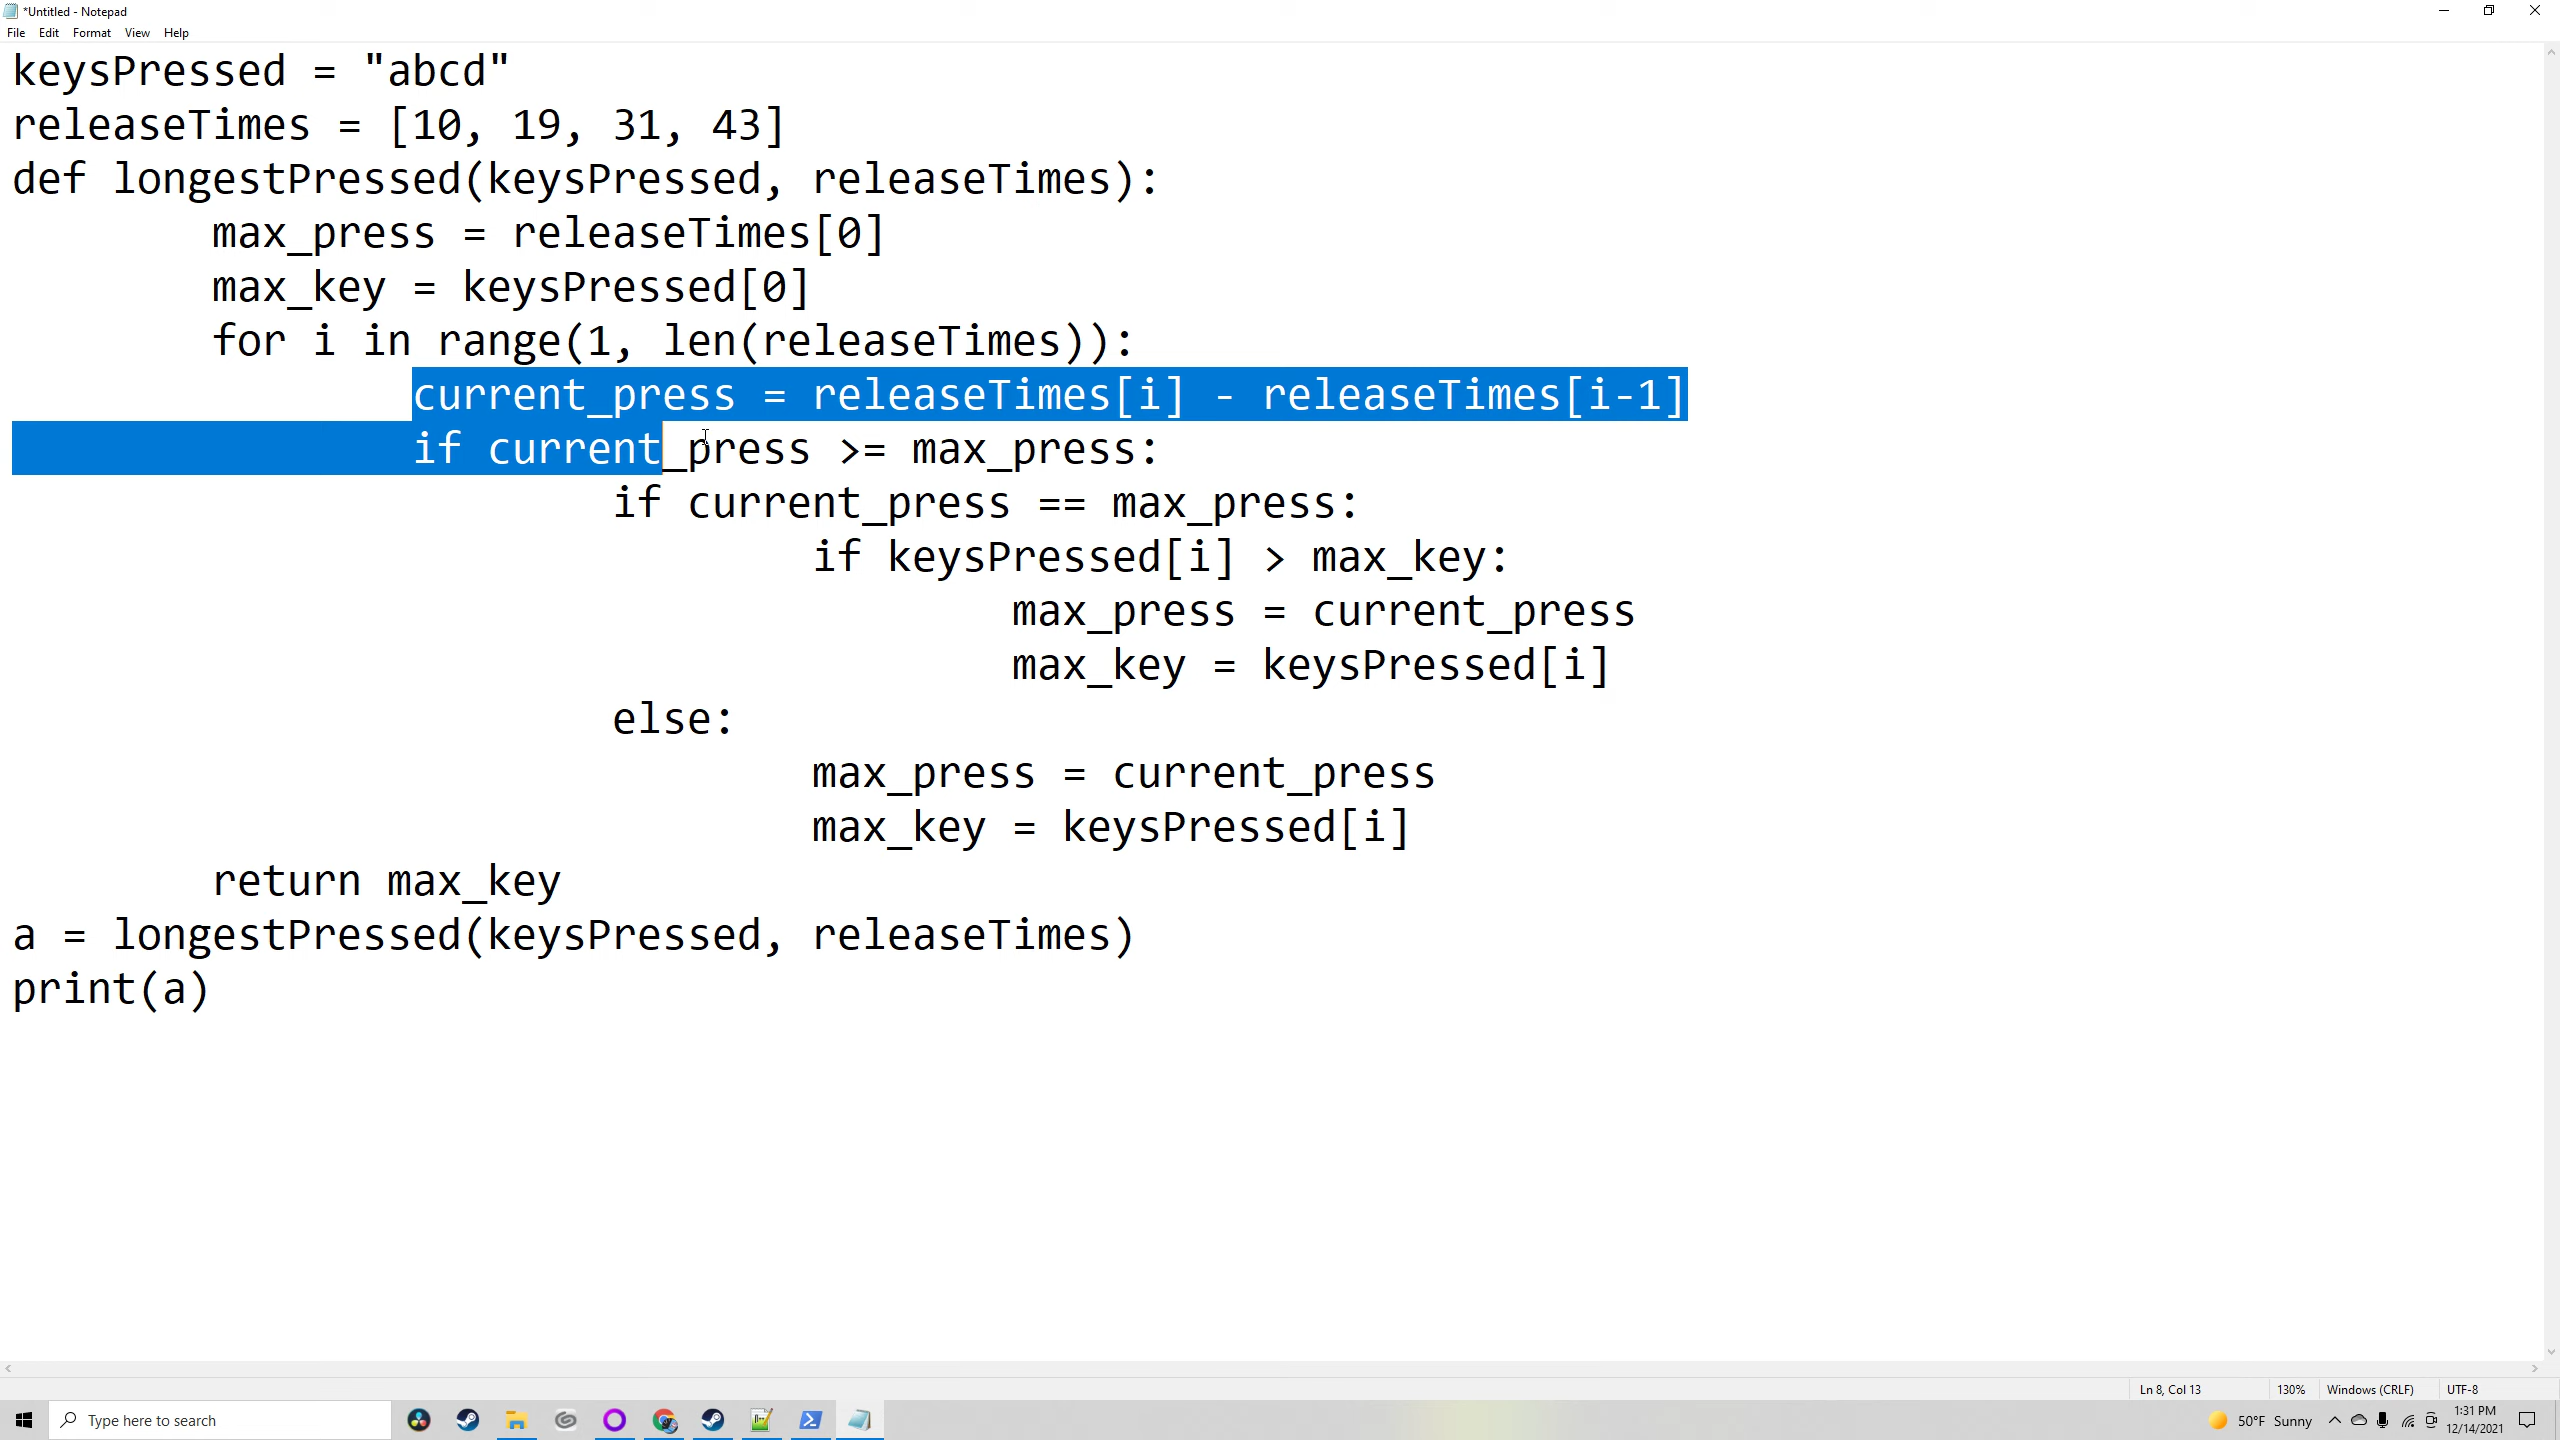 *Untitled - Notepad
File Edit Format View Help
keysPressed = "abcd"
releaseTimes = [10, 19, 31, 43]
def longestPressed(keysPressed, releaseTimes):
max_press = releaseTimes[0]
max_key = keysPressed[0]
for i in range(1, len(releaseTimes)):
current_press = releaseTimes[i] - releaseTimes[i-1]
if current_press >= max_press:
if current_press == max_press:
if keysPressed[i] > max_key:
max_press = current_press
max_key = keysPressed[i]
else:
max_press = current_press
max_key = keysPressed[i]
return max_key
a = longestPressed(keysPressed, releaseTimes)
print(a)
Ln 8, Col 13 130% Windows (CRLF) UTF-8
Type here to search 50°F Sunny 1:31 PM
12/14/2021